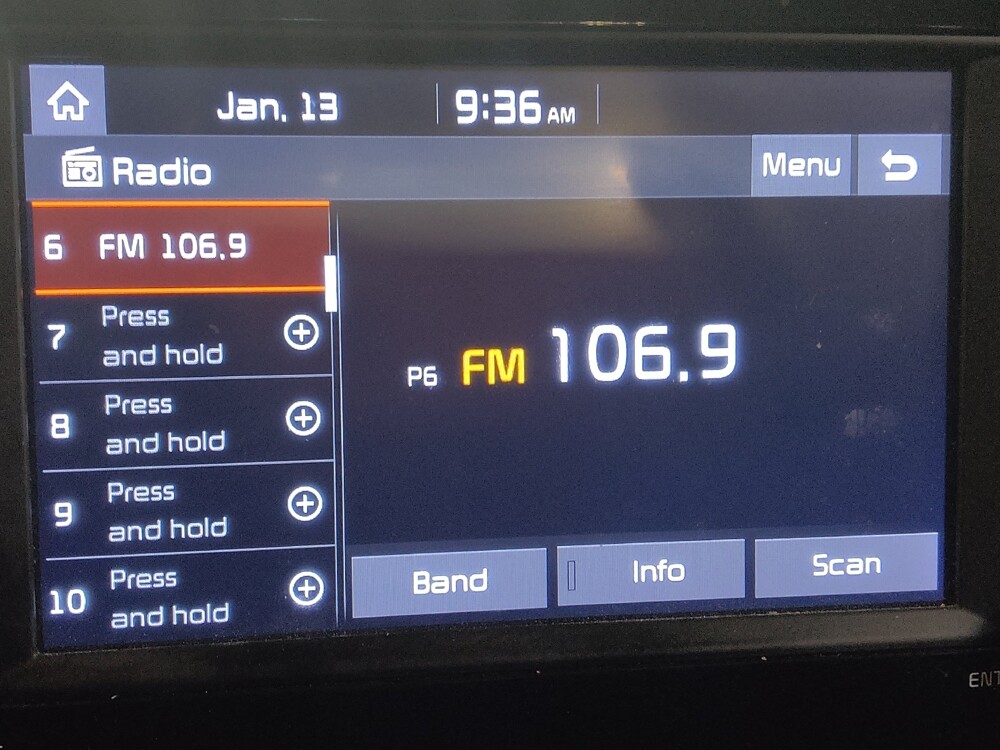 Jan. 13 9:36 AM
Radio Menu
6 FM 106.9
7 Press
and hold
8 Press
and hold
9 Press
and hold
10 Press
and hold
P6 FM 106.9
Band Info Scan